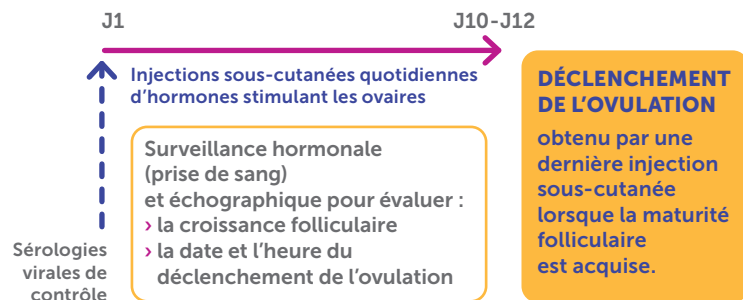 J1
J10-J12
Injections sous-cutanées quotidiennes
d’hormones stimulant les ovaires
Surveillance hormonale
(prise de sang)
et échographique pour évaluer :
› la croissance folliculaire
› la date et l’heure du
déclenchement de l’ovulation
Sérologies
virales de
contrôle
DÉCLENCHEMENT
DE L’OVULATION
obtenu par une
dernière injection
sous-cutanée
lorsque la maturité
folliculaire
est acquise.